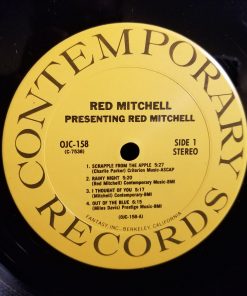 CONTEMPORARY
RED MITCHELL
PRESENTING RED MITCHELL
OJC-158 SIDE 1
(C-7538) STEREO
1. SCRAPPLE FROM THE APPLE 5:27
(Charlie Parker) Criterion Music-ASCAP
2. RAINY NIGHT 5:20
(Red Mitchell) Contemporary Music-BMI
3. I THOUGHT OF YOU 5:17
(Mitchell) Contemporary Music-BMI
4. OUT OF THE BLUE 6:15
(Miles Davis) Prestige Music-BMI
FANTASY, INC., BERKELEY, CALIFORNIA
(OJC-158-A)
RECORDS